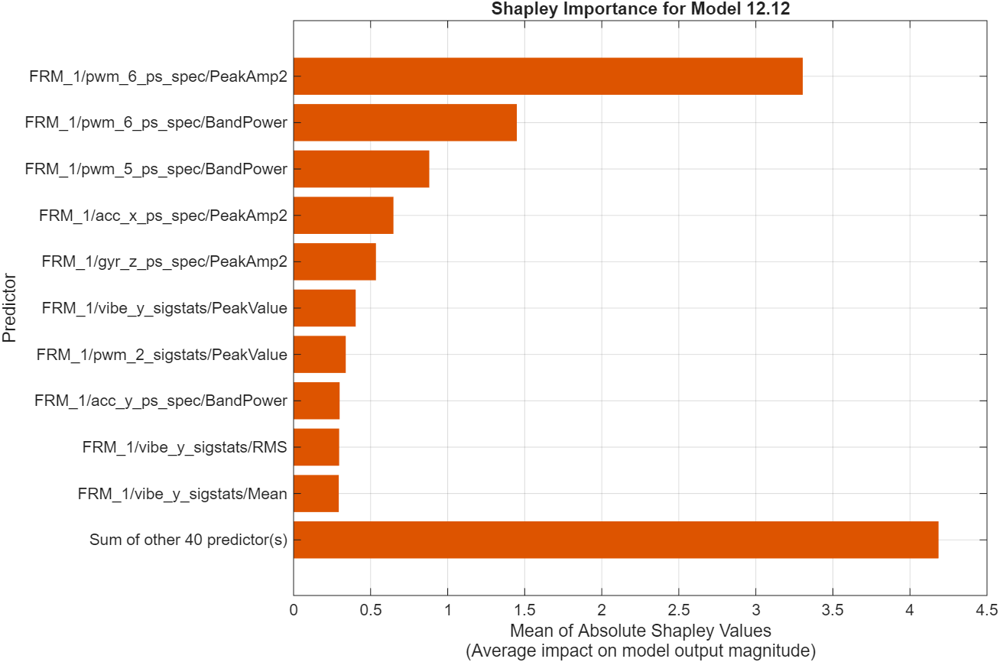 Shapley Importance for Model 12.12
FRM_1/pwm_6_ps_spec/PeakAmp2
FRM_1/pwm_6_ps_spec/BandPower
FRM_1/pwm_5_ps_spec/BandPower
FRM_1/acc_x_ps_spec/PeakAmp2
FRM_1/gyr_z_ps_spec/PeakAmp2
FRM_1/vibe_y_sigstats/PeakValue
FRM_1/pwm_2_sigstats/PeakValue
FRM_1/acc_y_ps_spec/BandPower
FRM_1/vibe_y_sigstats/RMS
FRM_1/vibe_y_sigstats/Mean
Sum of other 40 predictor(s)
Predictor
0 0.5 1 1.5 2 2.5 3 3.5 4 4.5
Mean of Absolute Shapley Values
(Average impact on model output magnitude)